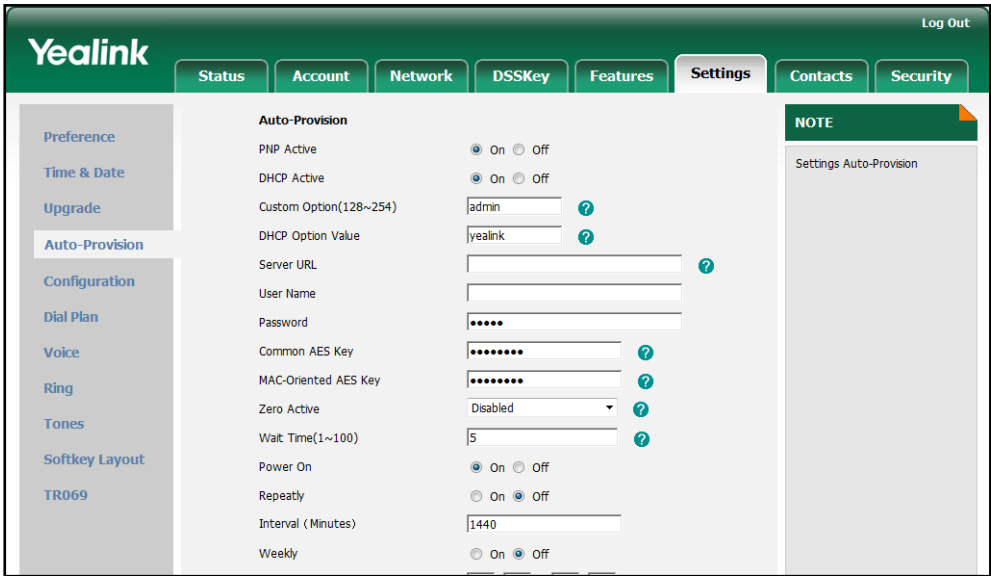 Log Out
Yealink
Status Account Network DSSKey Features Settings Contacts Security
Preference
Time & Date
Upgrade
Auto-Provision
Configuration
Dial Plan
Voice
Ring
Tones
Softkey Layout
TR069
Auto-Provision
PNP Active On Off
DHCP Active On Off
Custom Option(128~254) admin ?
DHCP Option Value yealink ?
Server URL ?
User Name
Password •••••
Common AES Key •••••••• ?
MAC-Oriented AES Key •••••••• ?
Zero Active Disabled ?
Wait Time(1~100) 5 ?
Power On On Off
Repeatly On Off
Interval (Minutes) 1440
Weekly On Off
NOTE
Settings Auto-Provision